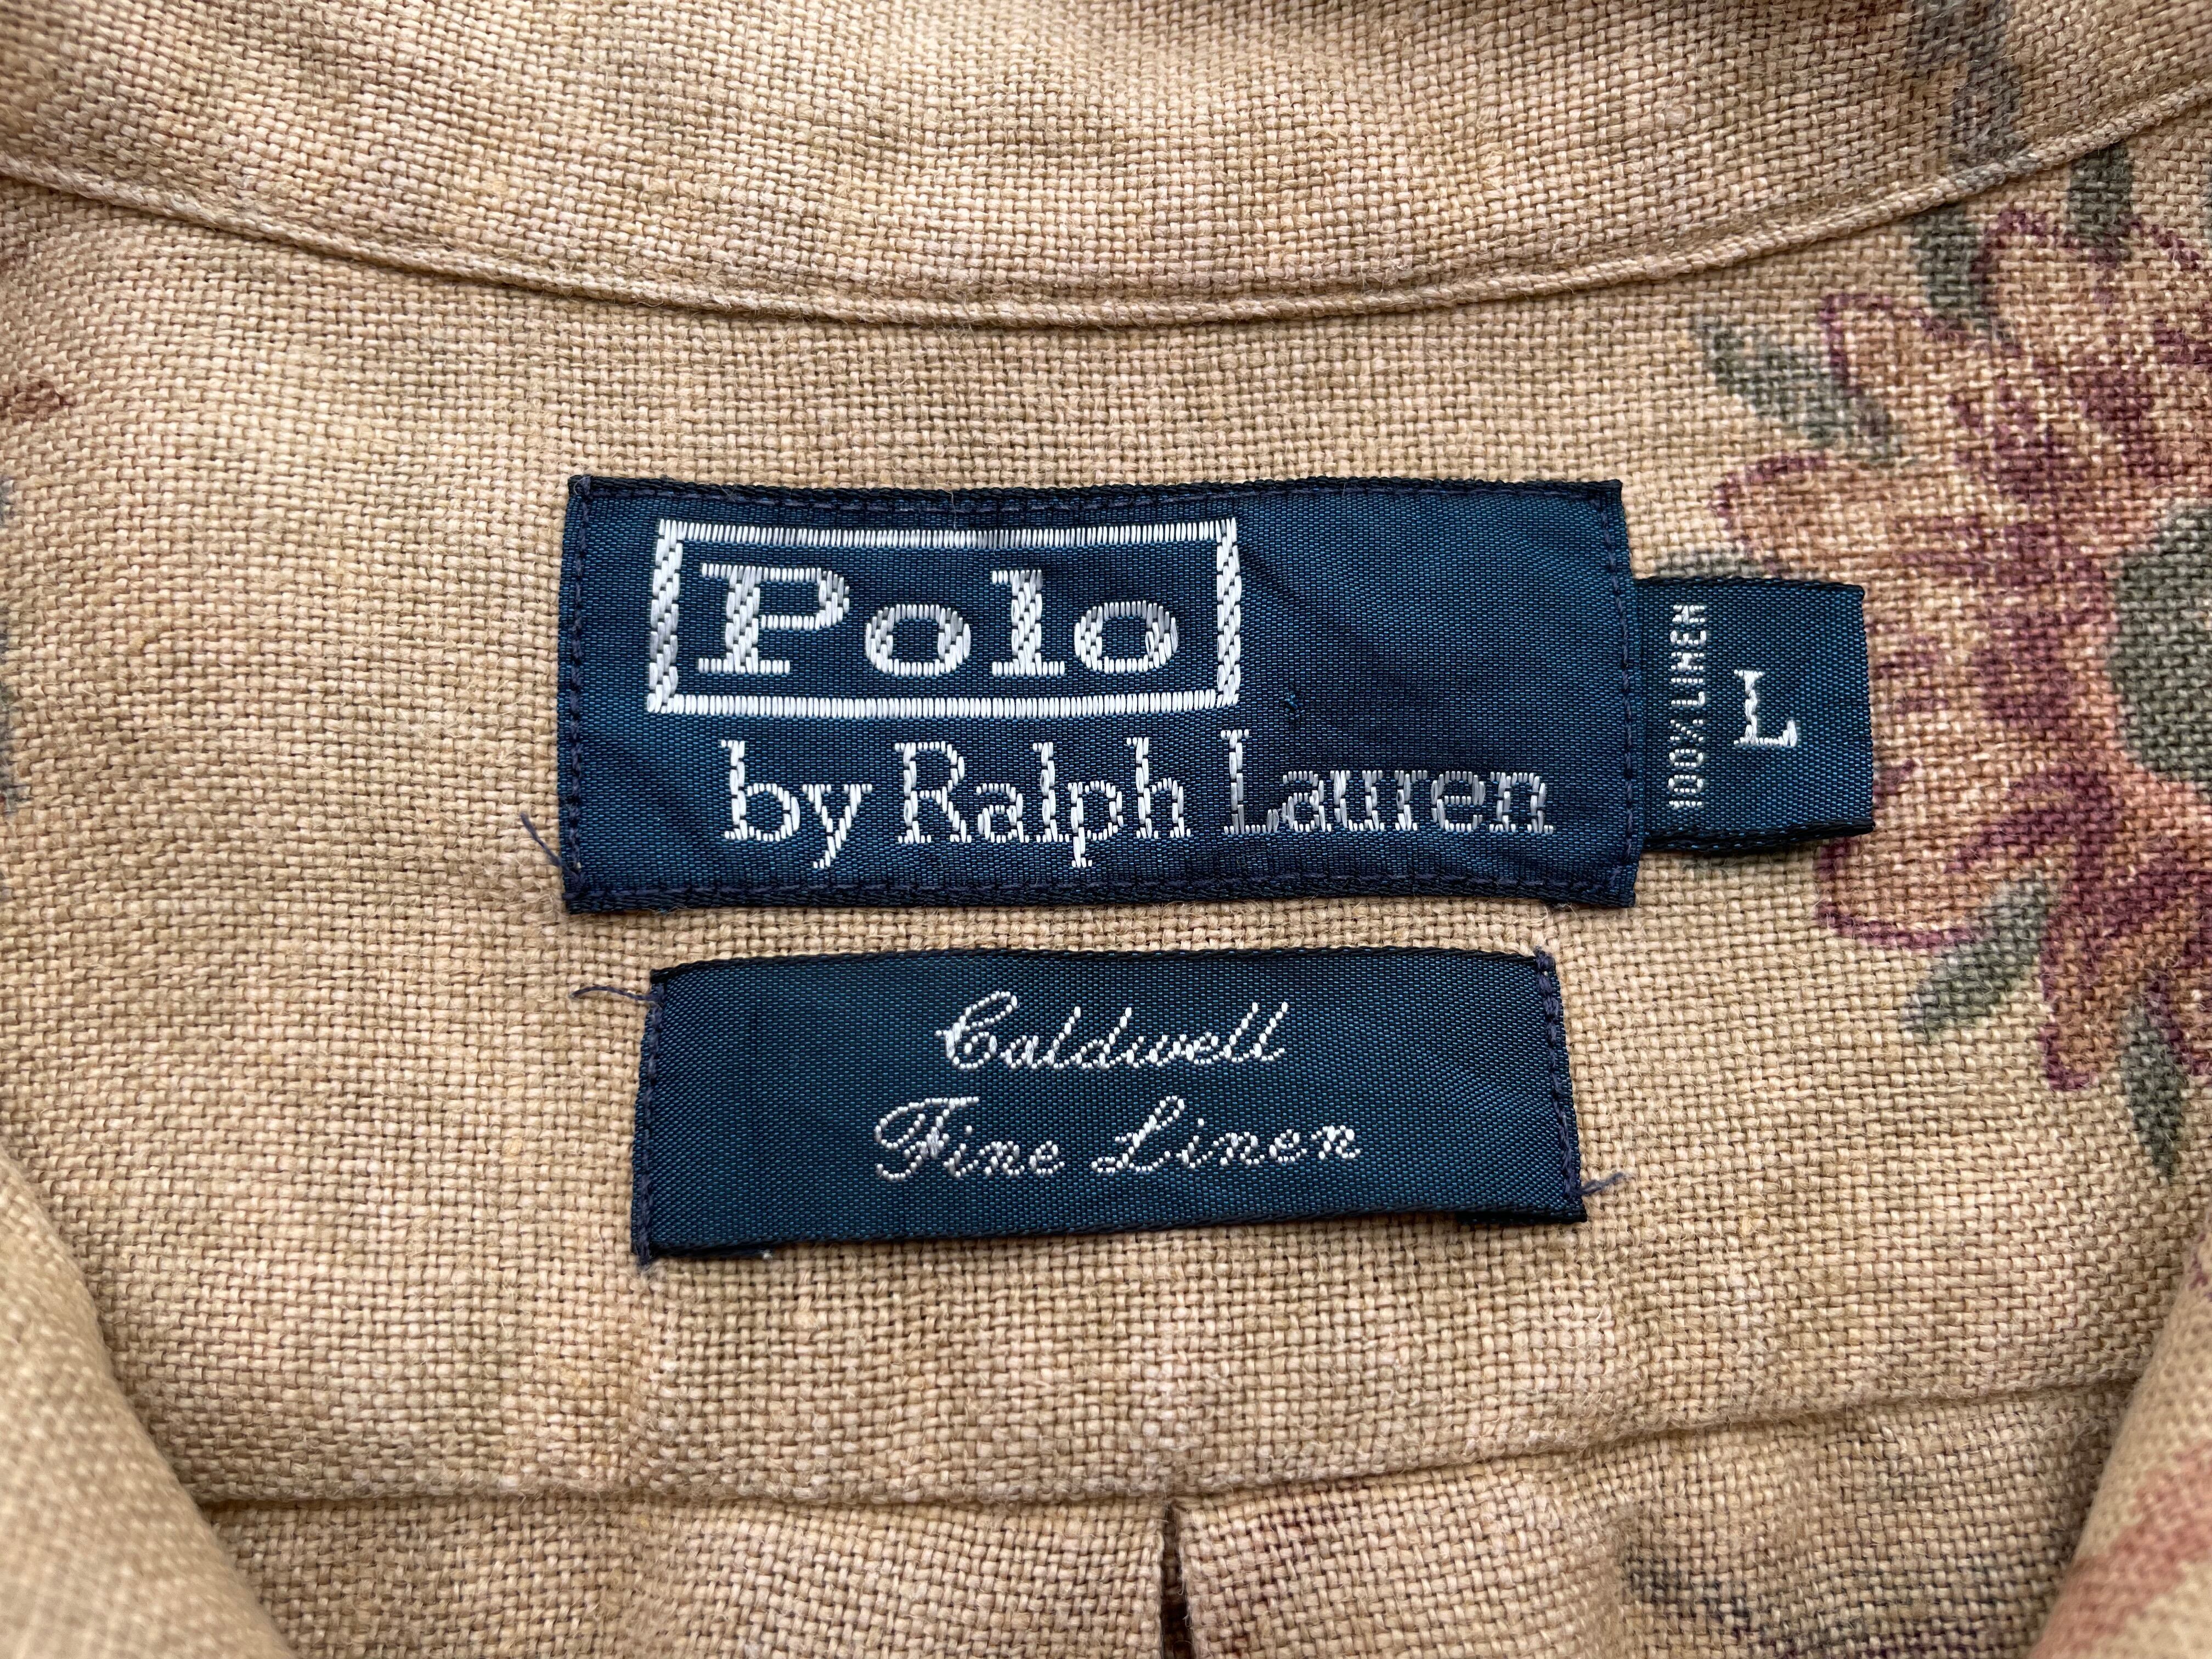 Polo
by Ralph Lauren
100% LINEN
L
Caldwell
Fine Linen